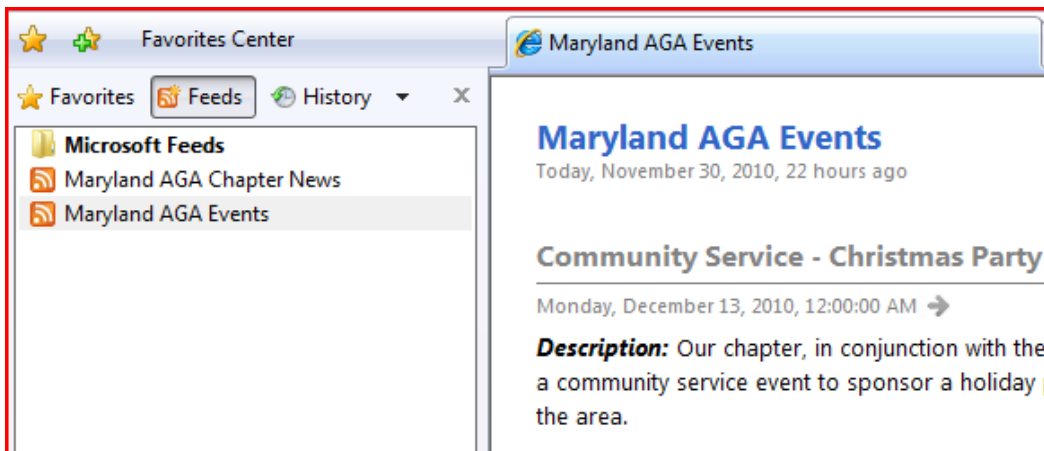 Favorites Center
Maryland AGA Events
Favorites Feeds History
Microsoft Feeds
Maryland AGA Chapter News
Maryland AGA Events
Maryland AGA Events
Today, November 30, 2010, 22 hours ago
Community Service - Christmas Party
Monday, December 13, 2010, 12:00:00 AM
Description: Our chapter, in conjunction with the
a community service event to sponsor a holiday
the area.